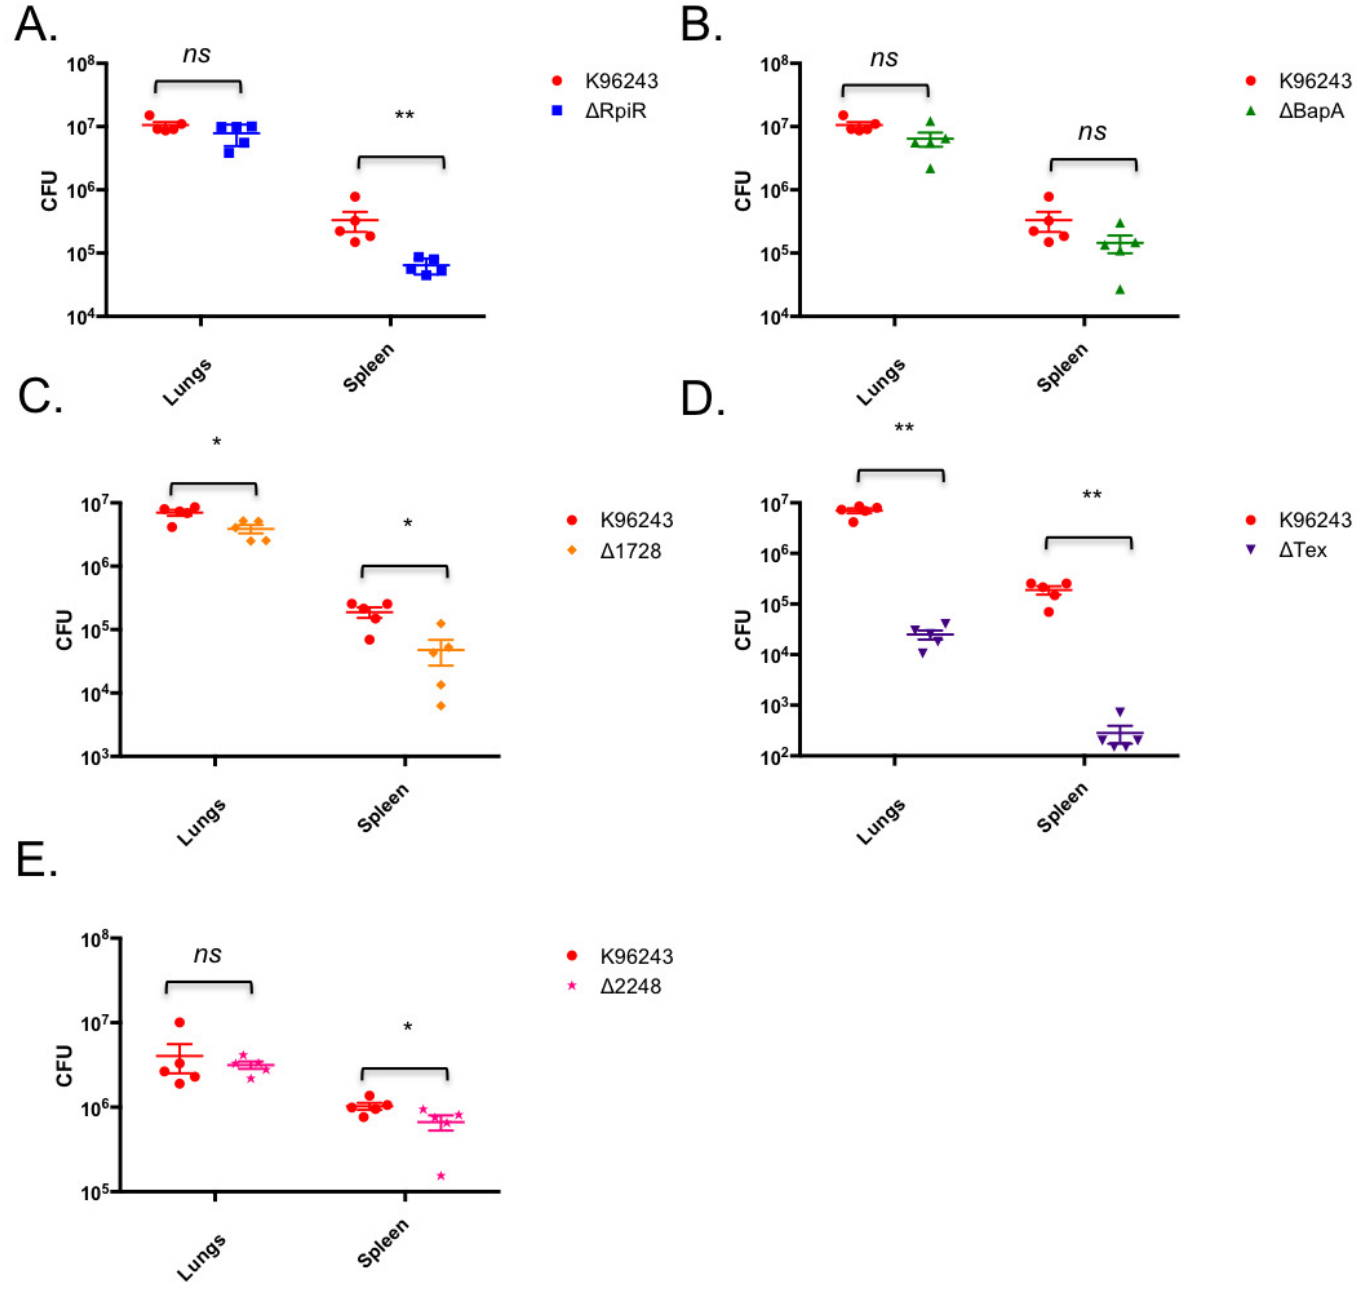 A.
ns
**
10⁸
10⁷
10⁶
10⁵
10⁴
CFU
Lungs
Spleen
K96243
ΔRpiR
B.
ns
ns
10⁸
10⁷
10⁶
10⁵
10⁴
CFU
Lungs
Spleen
K96243
ΔBapA
C.
*
*
10⁷
10⁶
10⁵
10⁴
10³
CFU
Lungs
Spleen
K96243
Δ1728
D.
**
**
10⁷
10⁶
10⁵
10⁴
10³
10²
CFU
Lungs
Spleen
K96243
ΔTex
E.
ns
*
10⁸
10⁷
10⁶
10⁵
CFU
Lungs
Spleen
K96243
Δ2248